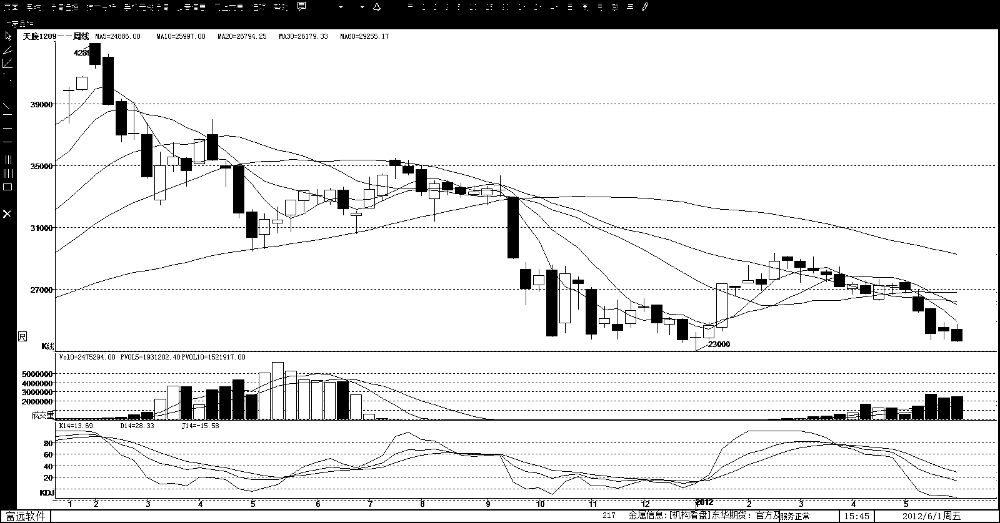 天胶1209－－周线 MA5=24886.00 MA10=25997.00 MA20=26794.25 MA30=26179.33 MA60=29255.17
39000
35000
31000
27000
23000
尺
K线
Vol0=2475294.00 PVOL5=1931202.40 PVOL10=1521917.00
5000000
4000000
3000000
2000000
成交量
K14=13.69 D14=28.33 J14=-15.58
80
60
40
20
KDJ
1 2 3 4 5 6 7 8 9 10 11 12 2012 2 3 4 5
富远软件 217 金属信息:[机构看盘]东华期货: 官方及 服务正常 15:45 2012/6/1周五